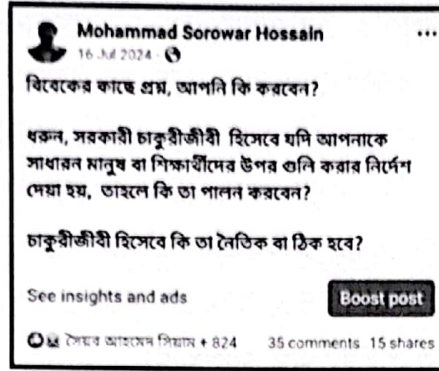 Mohammad Sorowar Hossain
16 Jul 2024
বিবেকের কাছে প্রশ্ন, আপনি কি করবেন?
ধরুন, সরকারী চাকুরীজীবী হিসেবে যদি আপনাকে
সাধারন মানুষ বা শিক্ষার্থীদের উপর গুলি করার নির্দেশ
দেয়া হয়, তাহলে কি তা পালন করবেন?
চাকুরীজীবী হিসেবে কি তা নৈতিক বা ঠিক হবে?
See insights and ads
Boost post
সৈয়দ আহমেদ সিয়াম + 824
35 comments 15 shares